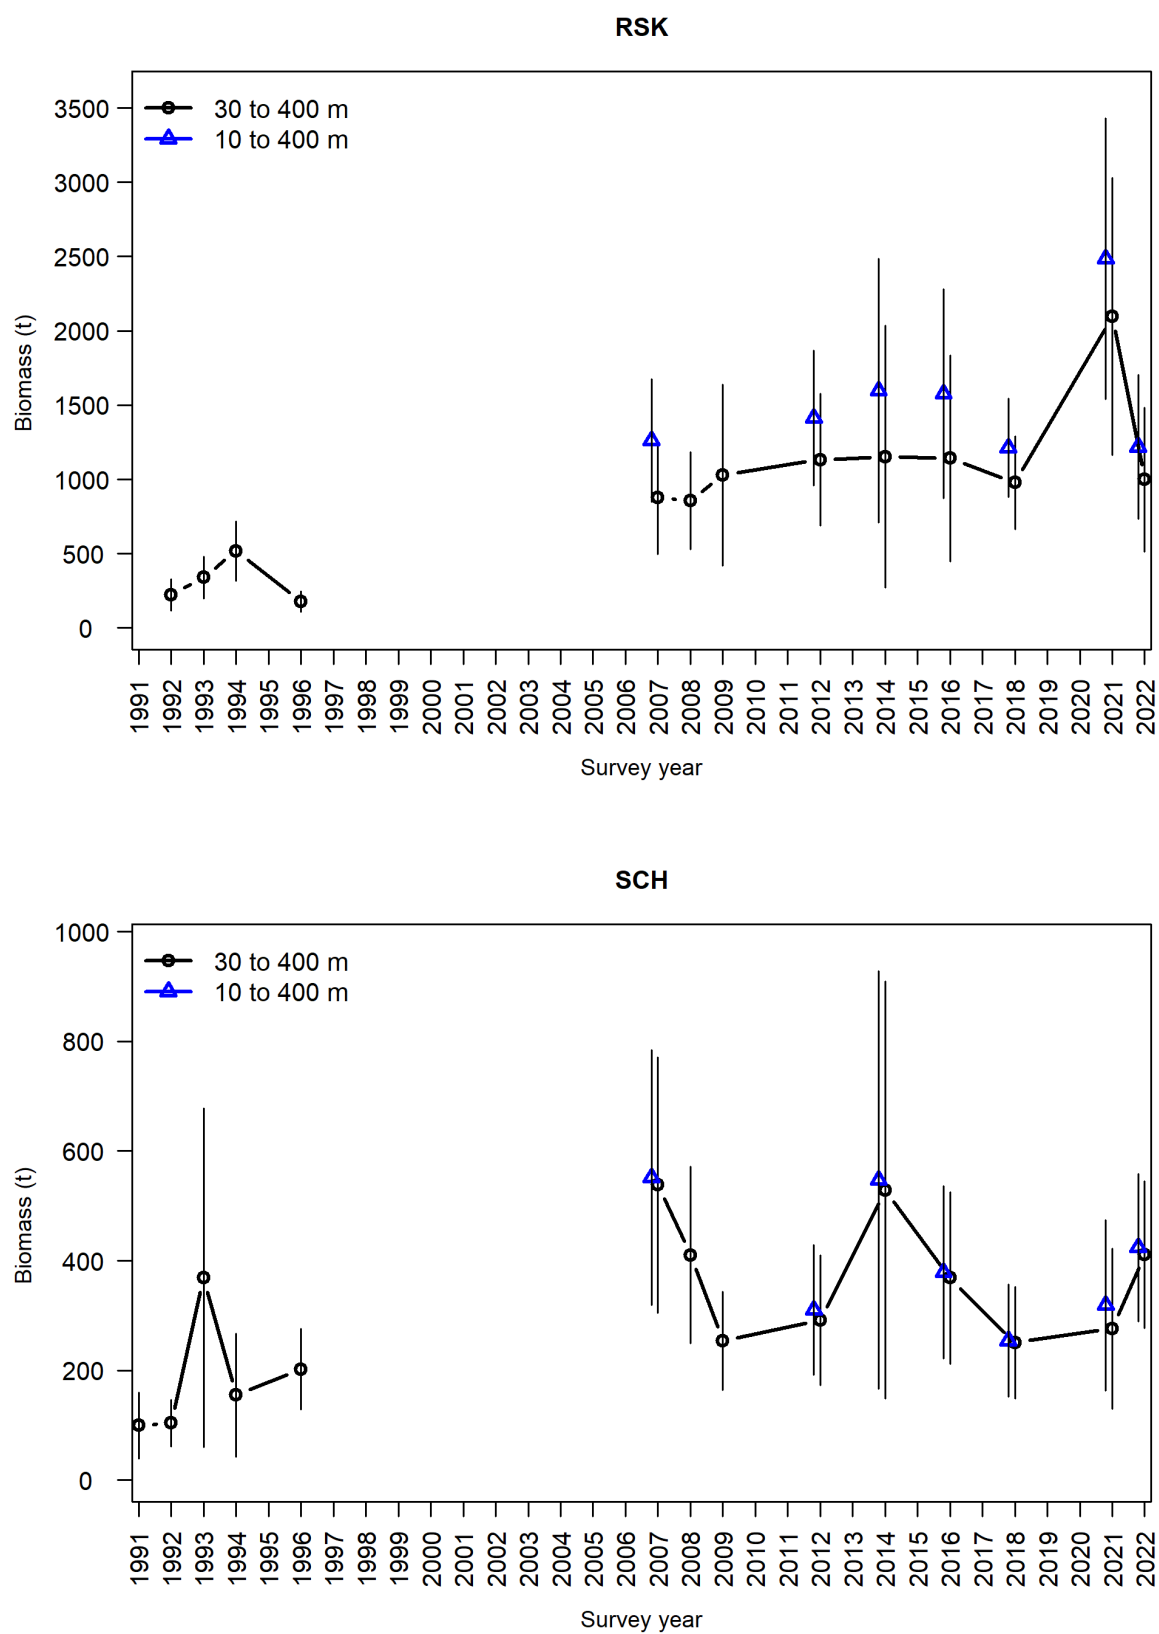 RSK
30 to 400 m
10 to 400 m
3500
3000
2500
2000
1500
1000
500
0
Biomass (t)
1991 1992 1993 1994 1995 1996 1997 1998 1999 2000 2001 2002 2003 2004 2005 2006 2007 2008 2009 2010 2011 2012 2013 2014 2015 2016 2017 2018 2019 2020 2021 2022
Survey year
SCH
30 to 400 m
10 to 400 m
1000
800
600
400
200
0
Biomass (t)
1991 1992 1993 1994 1995 1996 1997 1998 1999 2000 2001 2002 2003 2004 2005 2006 2007 2008 2009 2010 2011 2012 2013 2014 2015 2016 2017 2018 2019 2020 2021 2022
Survey year